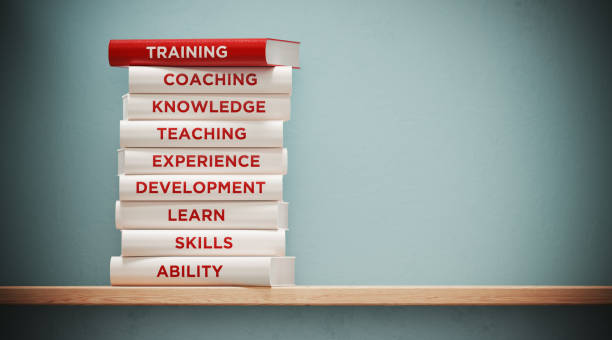 TRAINING
COACHING
KNOWLEDGE
TEACHING
EXPERIENCE
DEVELOPMENT
LEARN
SKILLS
ABILITY